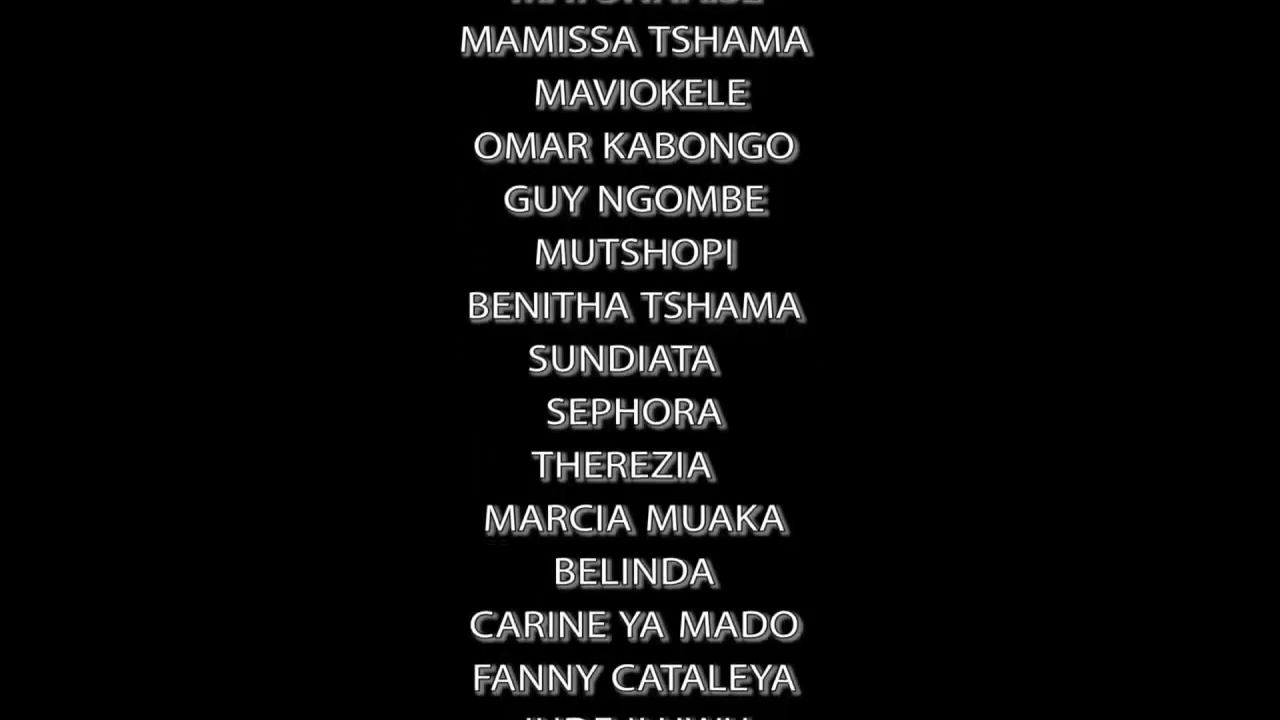 MAMISSA TSHAMA
MAVIOKELE
OMAR KABONGO
GUY NGOMBE
MUTSHOPI
BENITHA TSHAMA
SUNDIATA
SEPHORA
THEREZIA
MARCIA MUAKA
BELINDA
CARINE YA MADO
FANNY CATALEYA